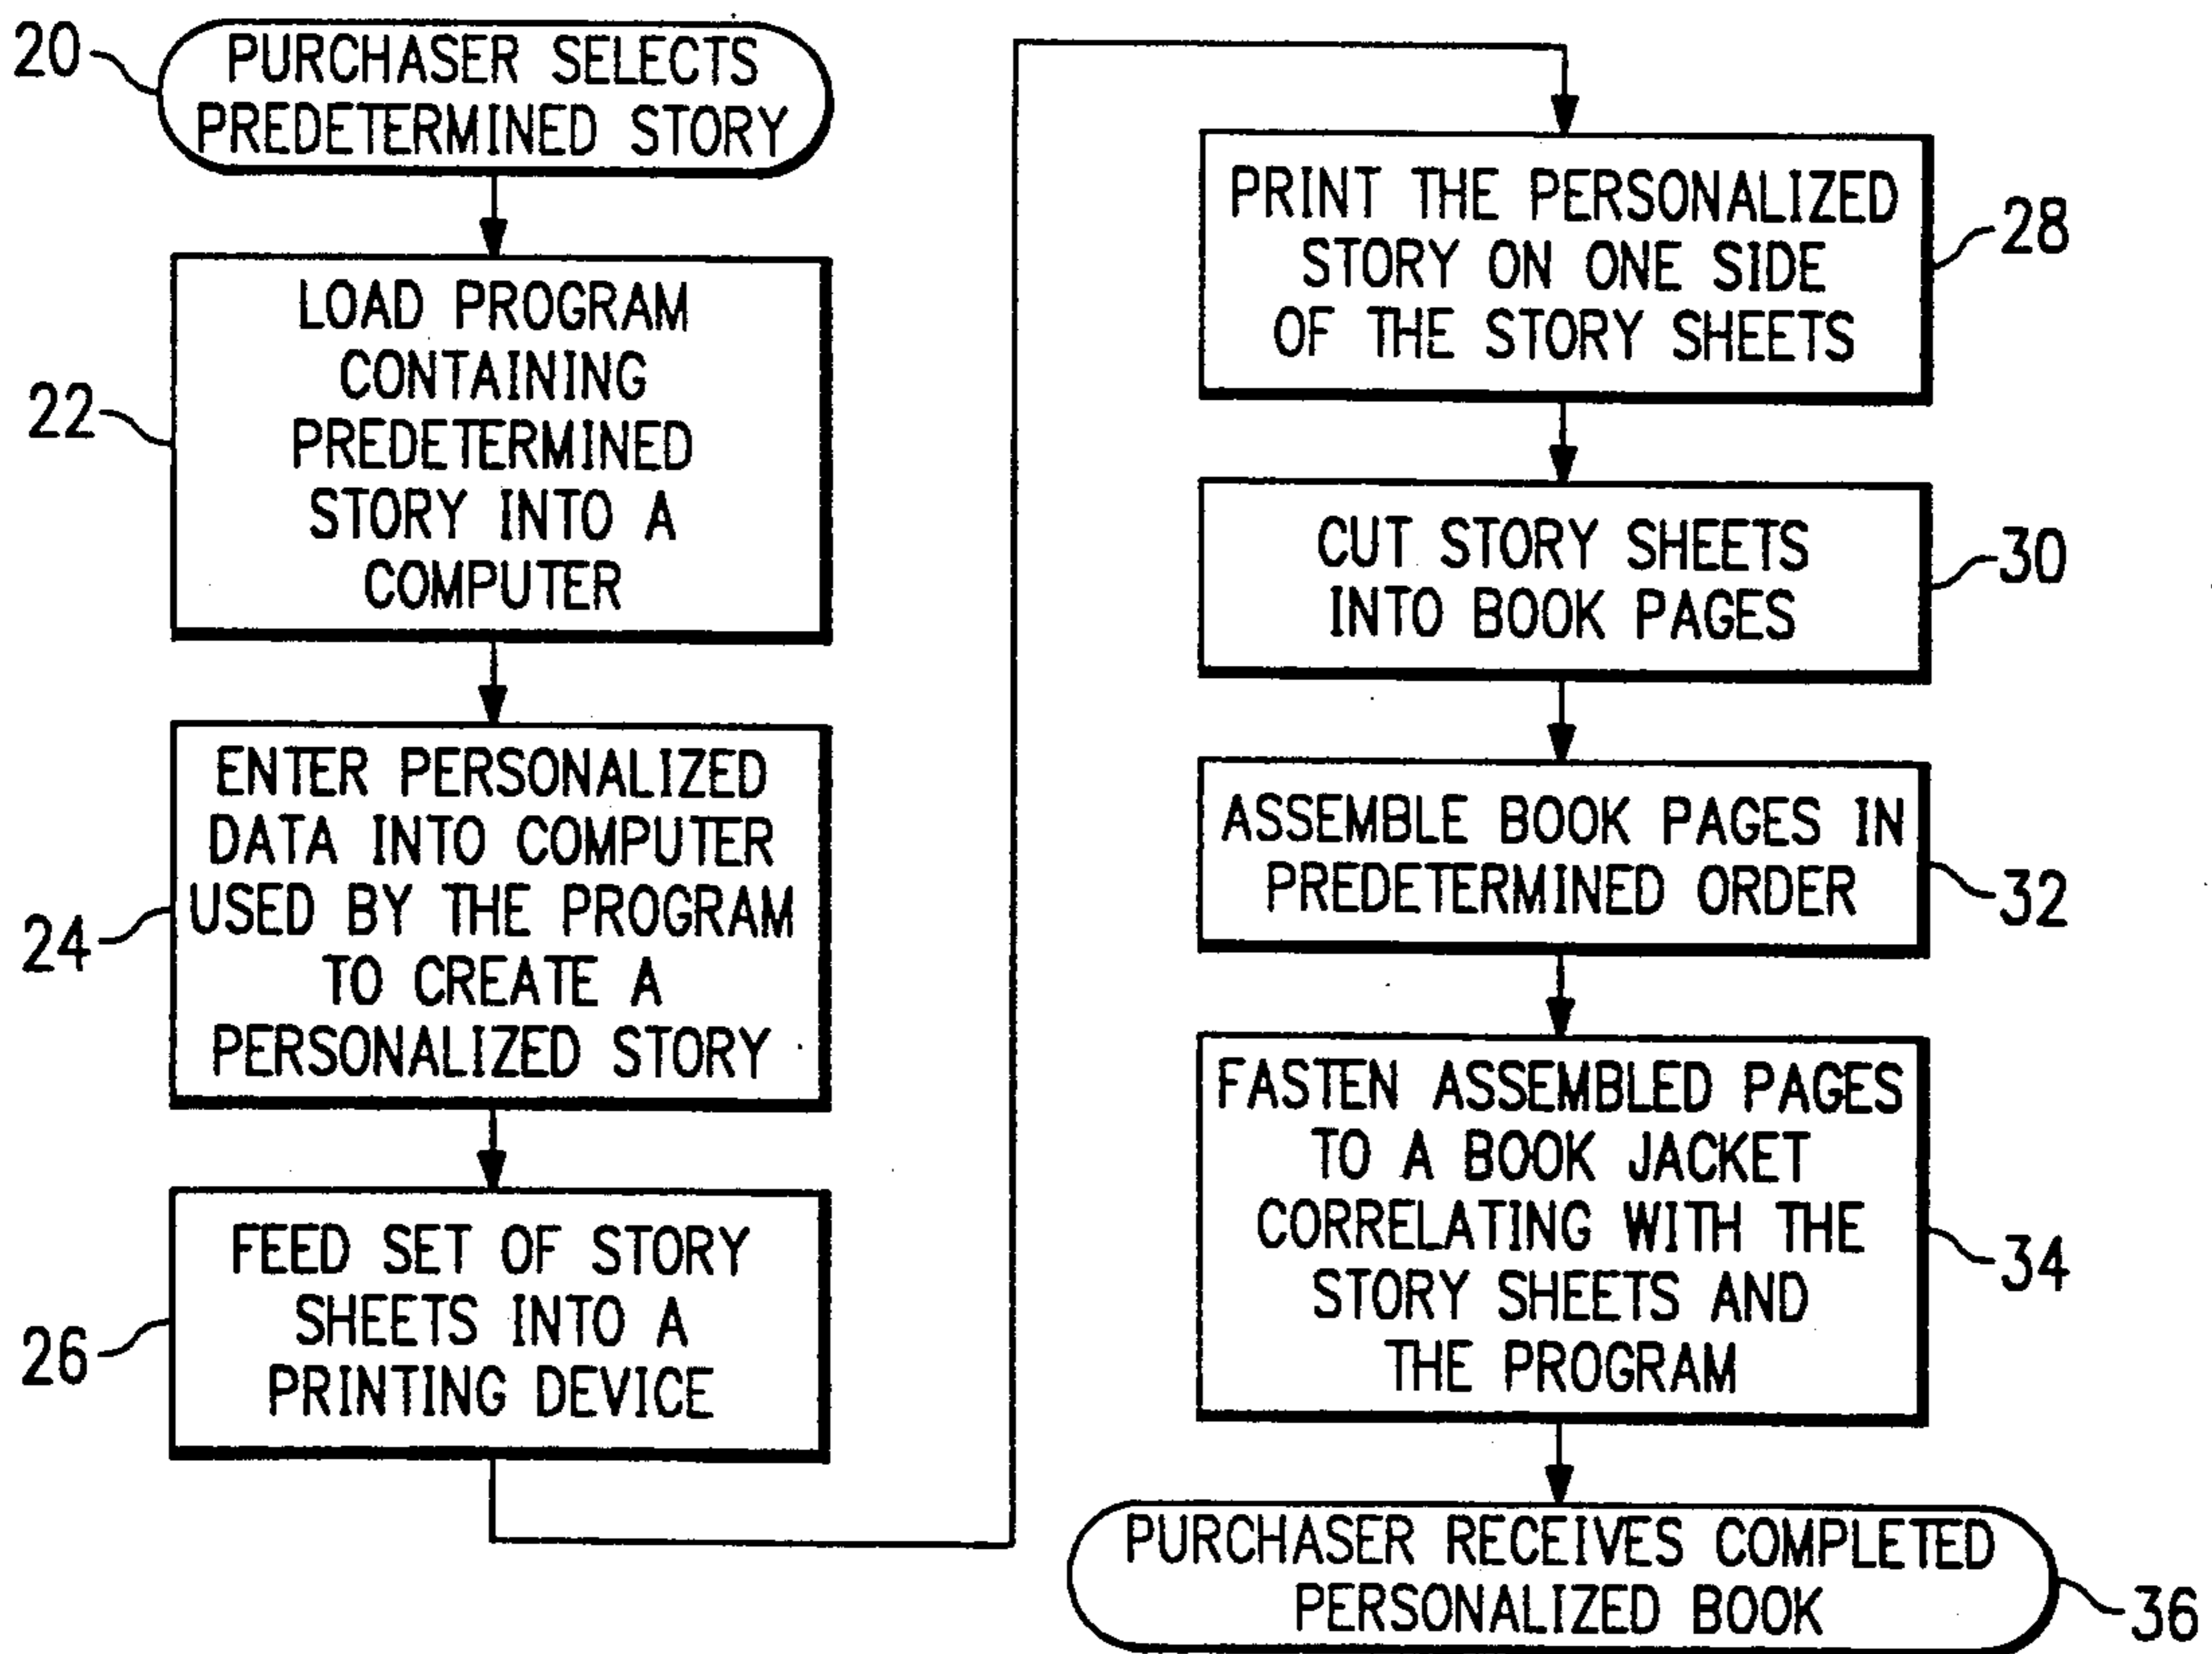 20
PURCHASER SELECTS
PREDETERMINED STORY
22
LOAD PROGRAM
CONTAINING
PREDETERMINED
STORY INTO A
COMPUTER
24
ENTER PERSONALIZED
DATA INTO COMPUTER
USED BY THE PROGRAM
TO CREATE A
PERSONALIZED STORY
26
FEED SET OF STORY
SHEETS INTO A
PRINTING DEVICE
PRINT THE PERSONALIZED
STORY ON ONE SIDE
OF THE STORY SHEETS
28
CUT STORY SHEETS
INTO BOOK PAGES
30
ASSEMBLE BOOK PAGES IN
PREDETERMINED ORDER
32
FASTEN ASSEMBLED PAGES
TO A BOOK JACKET
CORRELATING WITH THE
STORY SHEETS AND
THE PROGRAM
34
PURCHASER RECEIVES COMPLETED
PERSONALIZED BOOK
36